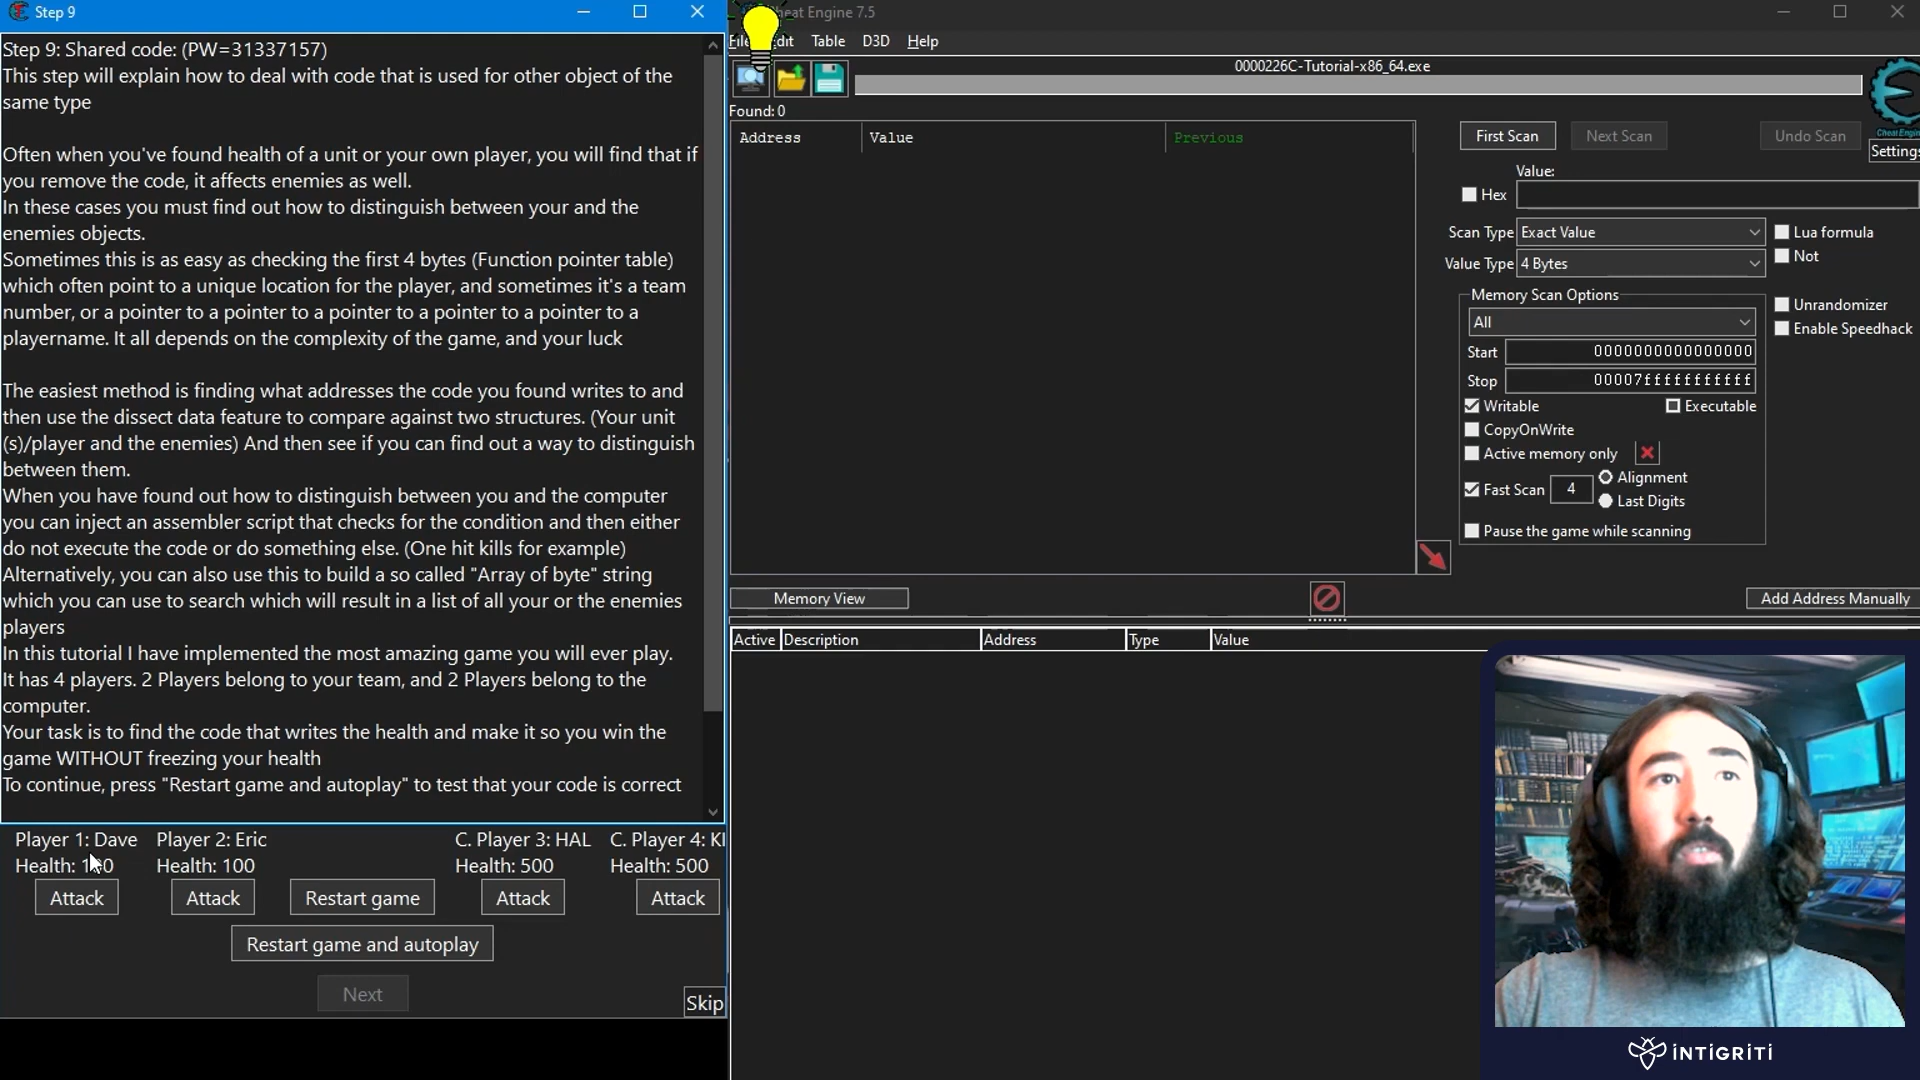 Step 9
Step 9: Shared code: (PW=31337157)
This step will explain how to deal with code that is used for other object of the
same type
Often when you've found health of a unit or your own player, you will find that if
you remove the code, it affects enemies as well.
In these cases you must find out how to distinguish between your and the
enemies objects.
Sometimes this is as easy as checking the first 4 bytes (Function pointer table)
which often point to a unique location for the player, and sometimes it's a team
number, or a pointer to a pointer to a pointer to a pointer to a pointer to a
playername. It all depends on the complexity of the game, and your luck
The easiest method is finding what addresses the code you found writes to and
then use the dissect data feature to compare against two structures. (Your unit
(s)/player and the enemies) And then see if you can find out a way to distinguish
between them.
When you have found out how to distinguish between you and the computer
you can inject an assembler script that checks for the condition and then either
do not execute the code or do something else. (One hit kills for example)
Alternatively, you can also use this to build a so called "Array of byte" string
which you can use to search which will result in a list of all your or the enemies
players
In this tutorial I have implemented the most amazing game you will ever play.
It has 4 players. 2 Players belong to your team, and 2 Players belong to the
computer.
Your task is to find the code that writes the health and make it so you win the
game WITHOUT freezing your health
To continue, press "Restart game and autoplay" to test that your code is correct
Player 1: Dave Player 2: Eric C. Player 3: HAL C. Player 4: KI
Health: 100 Health: 100 Health: 500 Health: 500
Attack Attack Restart game Attack Attack
Restart game and autoplay
Next
Skip
Cheat Engine 7.5
File Edit Table D3D Help
0000226C-Tutorial-x86_64.exe
Found: 0
Address Value Previous
Cheat Engine
Settings
First Scan Next Scan Undo Scan
Value:
Hex
Scan Type Exact Value
Lua formula
Value Type 4 Bytes
Not
Memory Scan Options
All
Unrandomizer
Enable Speedhack
Start 0000000000000000
Stop 00007fffffffffff
Writable Executable
CopyOnWrite
Active memory only
Fast Scan 4
Alignment
Last Digits
Pause the game while scanning
Memory View
Add Address Manually
Active Description Address Type Value
INTIGRITI